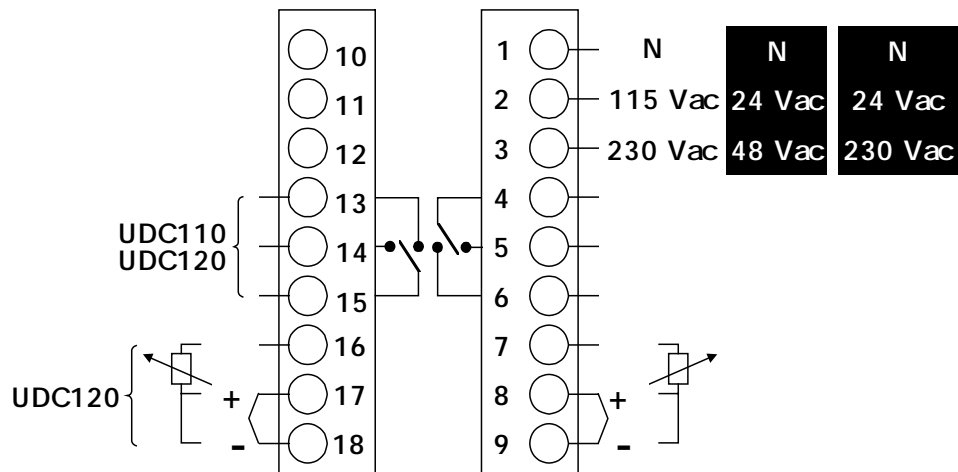 10 1 N N N
11 2 115 Vac 24 Vac 24 Vac
12 3 230 Vac 48 Vac 230 Vac
13 4
UDC110
UDC120
14 5
15 6
16 7
UDC120
+ 17 8 +
- 18 9 -